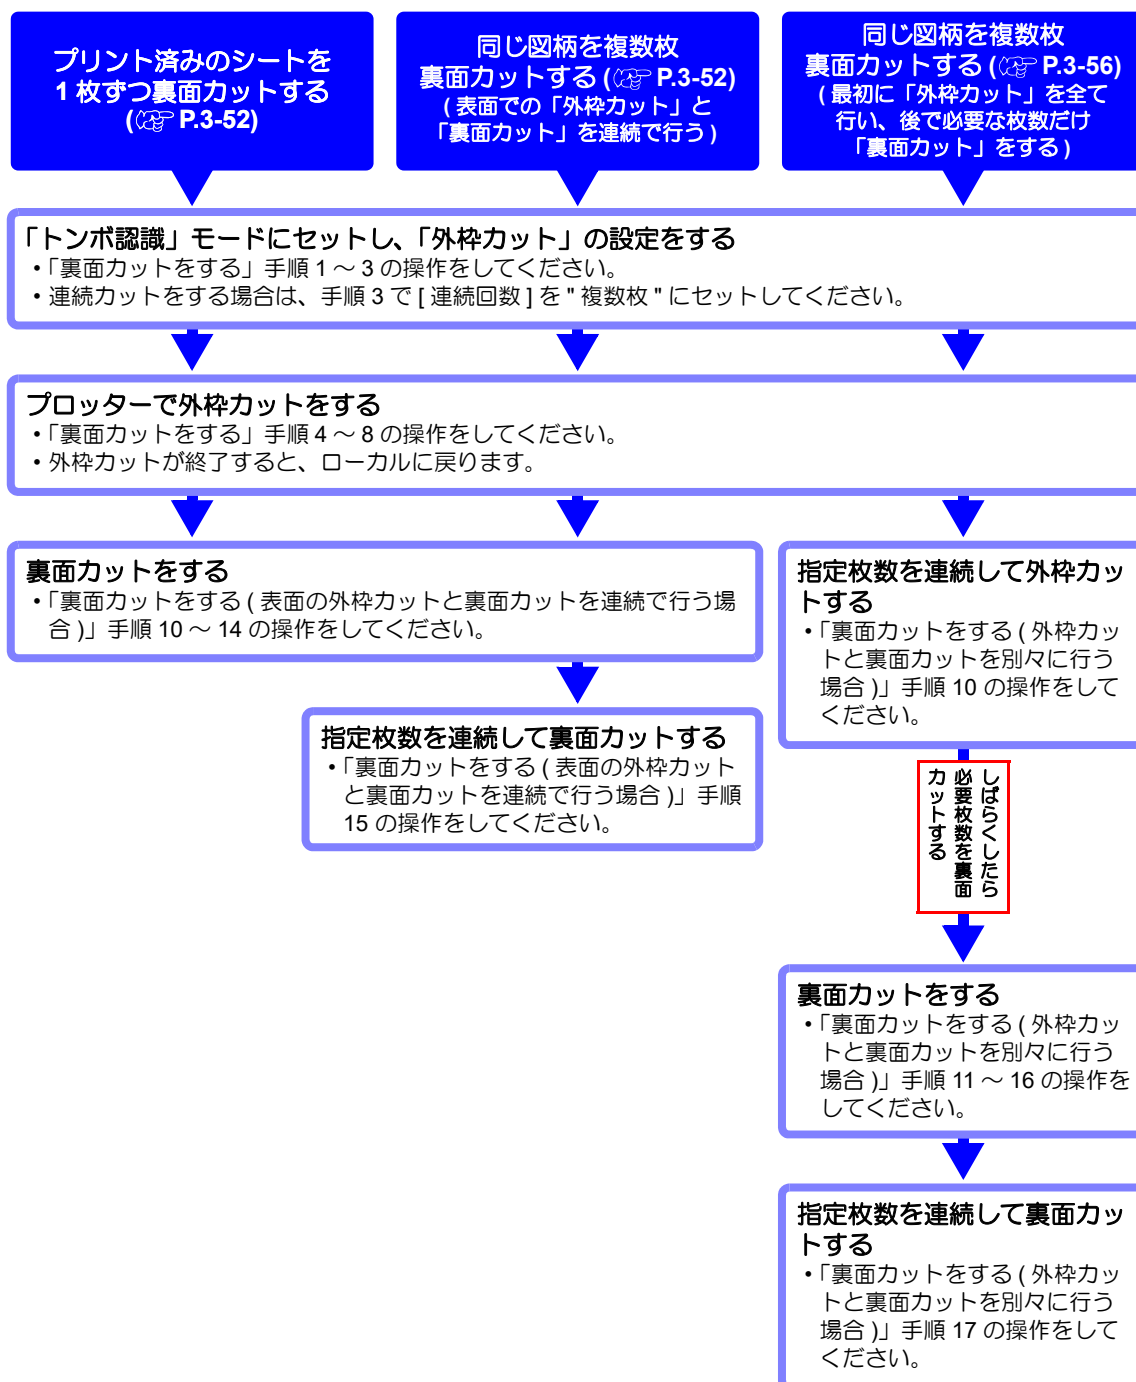 プリント済みのシートを
1 枚ずつ裏面カットする
(☞ P.3-52)
同じ図柄を複数枚
裏面カットする (☞ P.3-52)
( 表面での「外枠カット」と
「裏面カット」を連続で行う )
同じ図柄を複数枚
裏面カットする (☞ P.3-56)
( 最初に「外枠カット」を全て
行い、後で必要な枚数だけ
「裏面カット」をする )
「トンボ認識」モードにセットし、「外枠カット」の設定をする
・「裏面カットをする」手順 1 ～ 3 の操作をしてください。
・連続カットをする場合は、手順 3 で [ 連続回数 ] を " 複数枚 " にセットしてください。
プロッターで外枠カットをする
・「裏面カットをする」手順 4 ～ 8 の操作をしてください。
・外枠カットが終了すると、ローカルに戻ります。
裏面カットをする
・「裏面カットをする ( 表面の外枠カットと裏面カットを連続で行う場
合 )」手順 10 ～ 14 の操作をしてください。
指定枚数を連続して裏面カットする
・「裏面カットをする ( 表面の外枠カット
と裏面カットを連続で行う場合 )」手順
15 の操作をしてください。
指定枚数を連続して外枠カッ
トする
・「裏面カットをする ( 外枠カッ
トと裏面カットを別々に行う
場合 )」手順 10 の操作をして
ください。
しばらくしたら
必要枚数を裏面
カットする
裏面カットをする
・「裏面カットをする ( 外枠カッ
トと裏面カットを別々に行う
場合 )」手順 11 ～ 16 の操作を
してください。
指定枚数を連続して裏面カッ
トする
・「裏面カットをする ( 外枠カッ
トと裏面カットを別々に行う
場合 )」手順 17 の操作をして
ください。